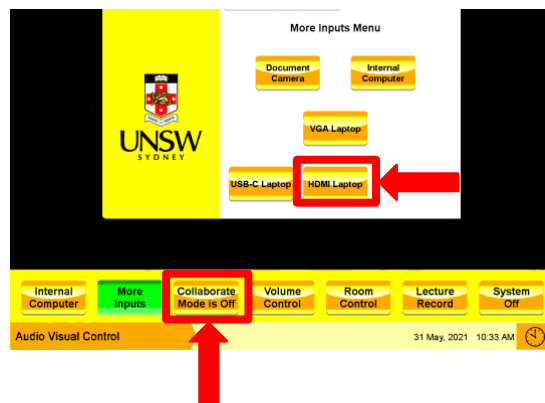 More Inputs Menu
Document
Camera
Internal
Computer
VGA Laptop
UNSW
SYDNEY
USB-C Laptop
HDMI Laptop
Internal
Computer
More
Inputs
Collaborate
Mode is Off
Volume
Control
Room
Control
Lecture
Record
System
Off
Audio Visual Control
31 May, 2021
10:33 AM